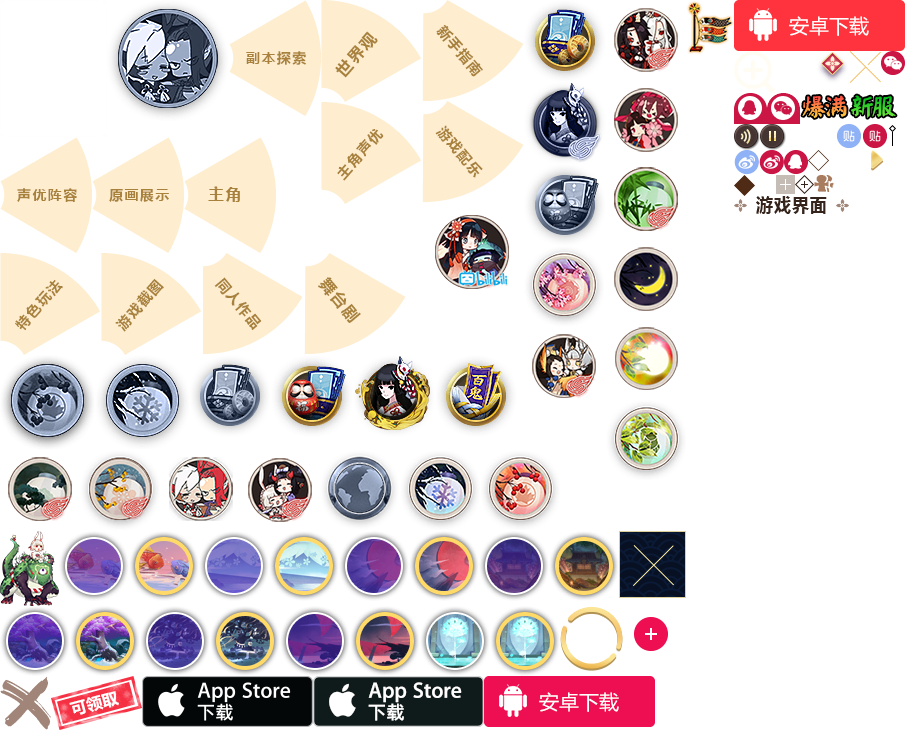 副本探索
世界观
新手指南
安卓下载
爆满新服
主角声优
游戏配乐
贴
贴
声优阵容
原画展示
主角
游戏界面
bilibili
特色玩法
游戏截图
同人作品
舞台剧
百鬼
可领取
App Store
下载
App Store
下载
安卓下载